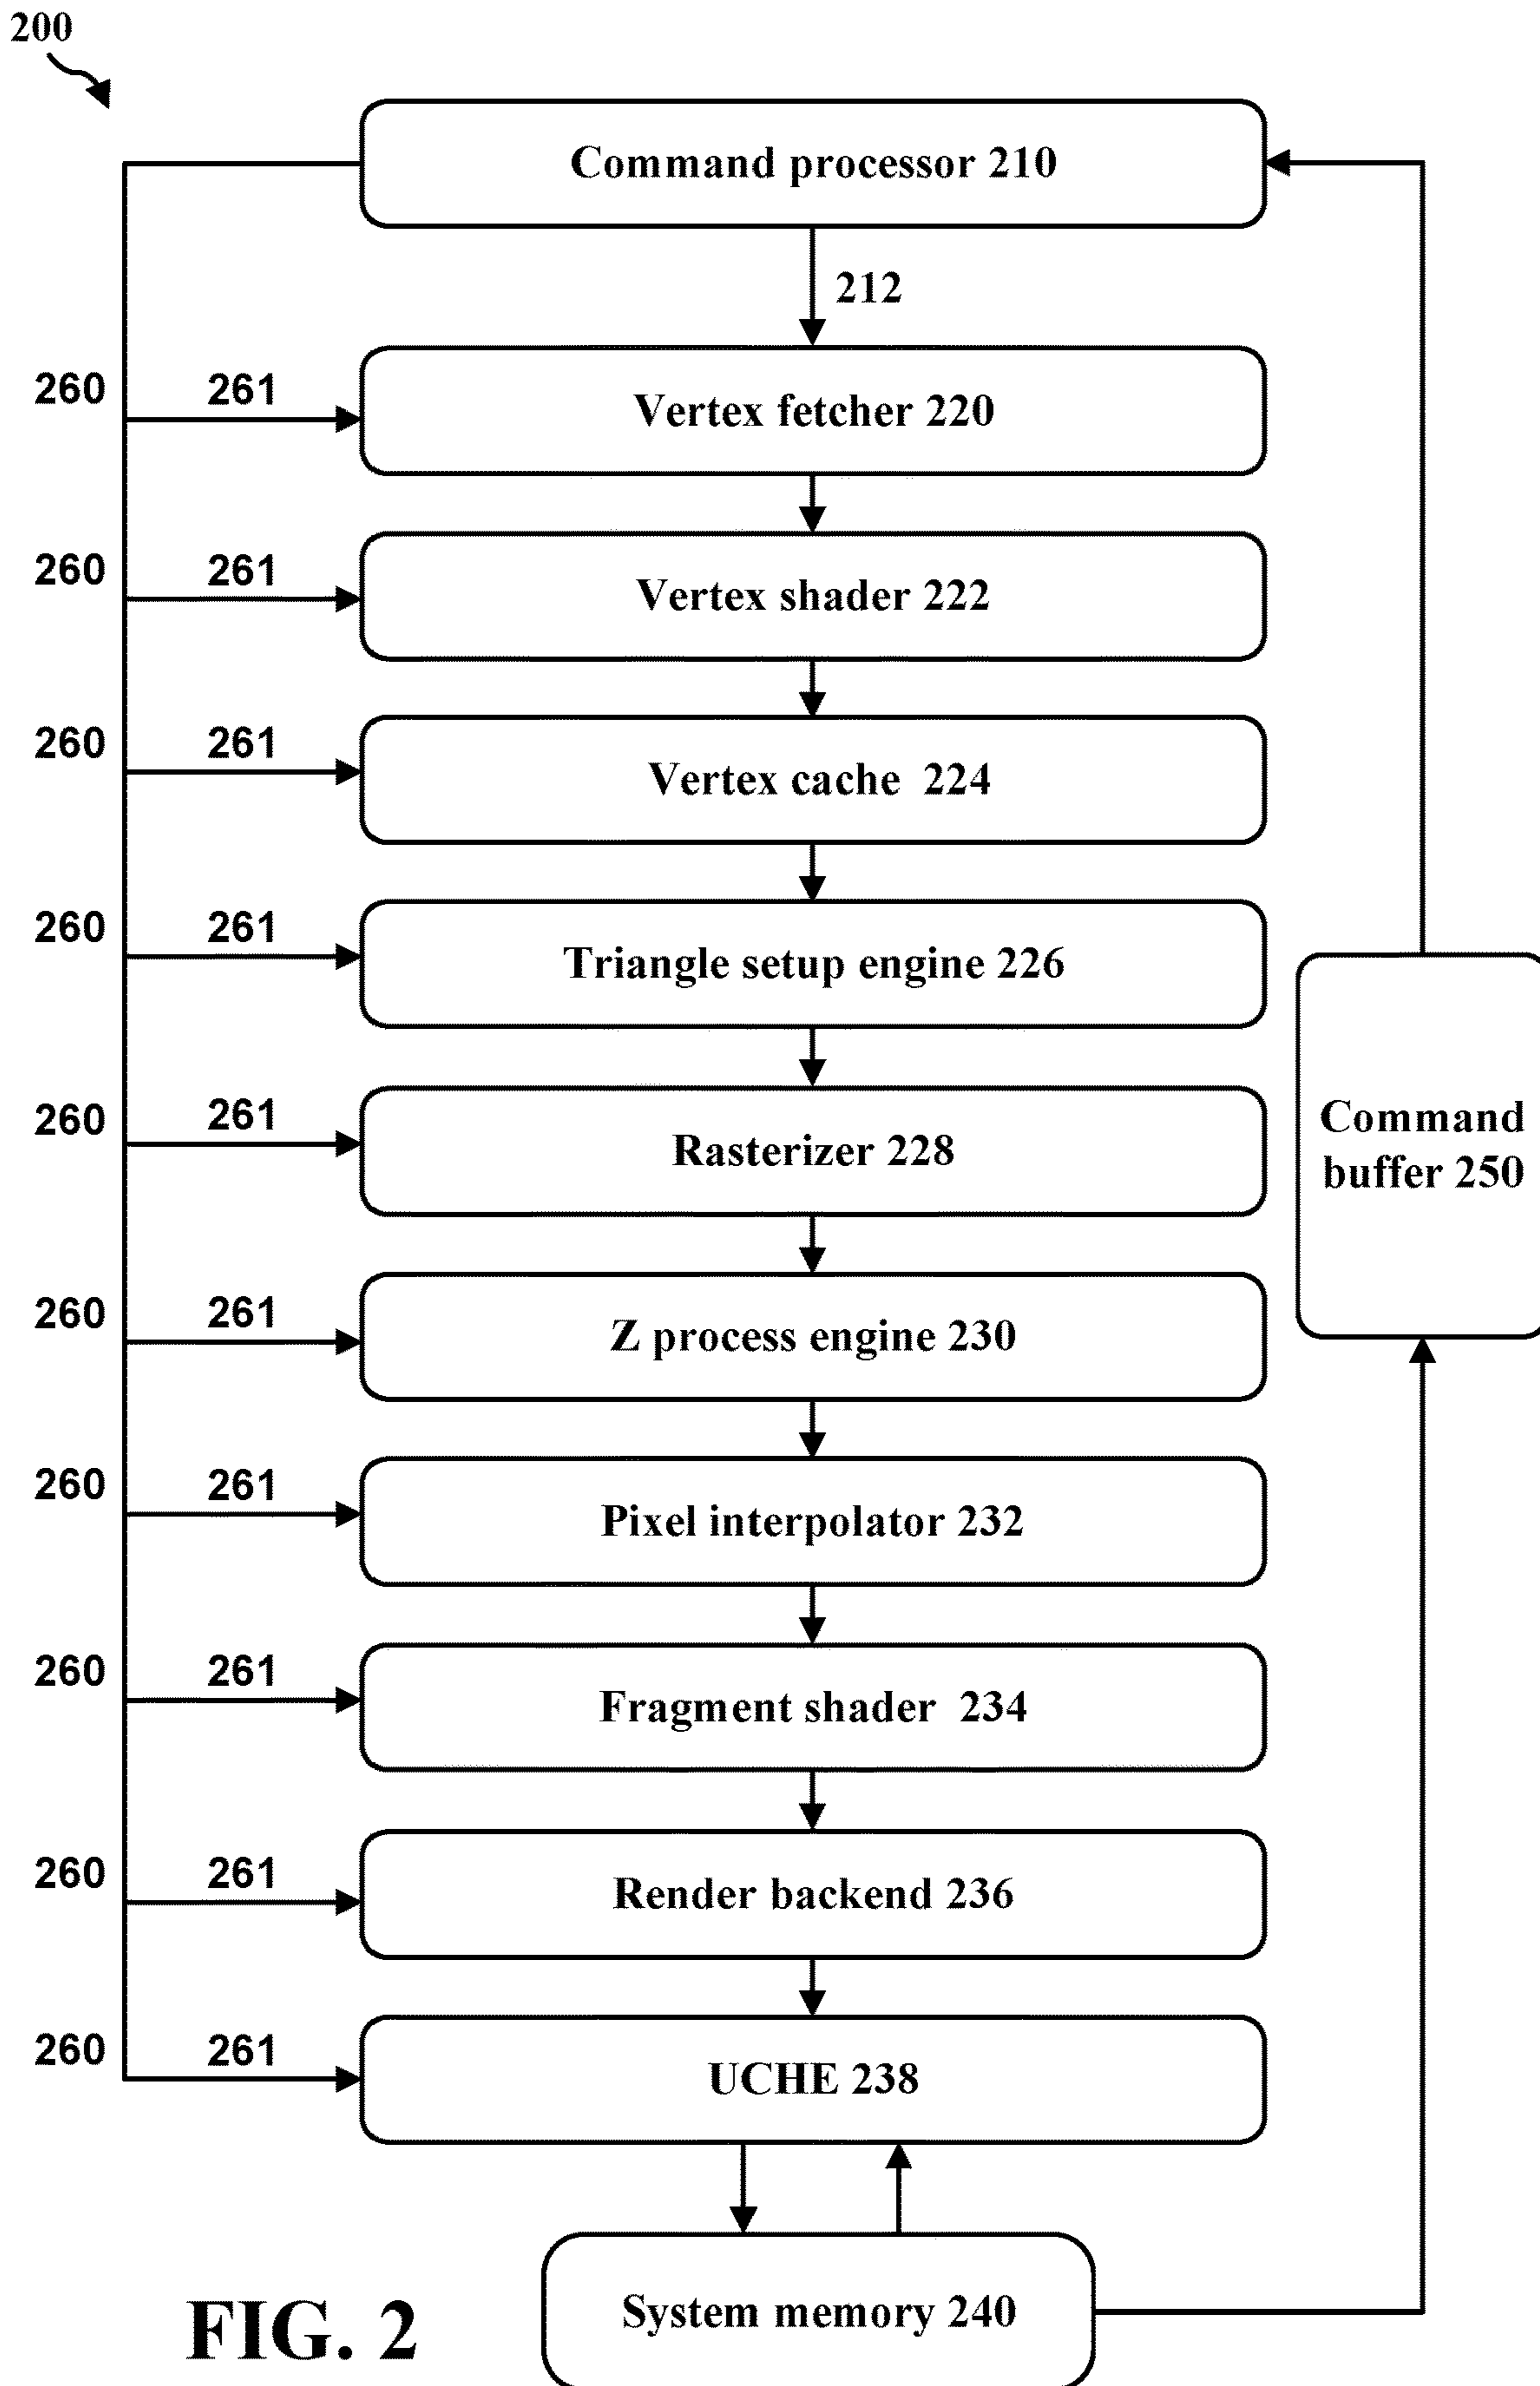 200
Command processor 210
212
260
261
Vertex fetcher 220
260
261
Vertex shader 222
260
261
Vertex cache 224
260
261
Triangle setup engine 226
260
261
Rasterizer 228
Command
buffer 250
260
261
Z process engine 230
260
261
Pixel interpolator 232
260
261
Fragment shader 234
260
261
Render backend 236
260
261
UCHE 238
System memory 240
FIG. 2